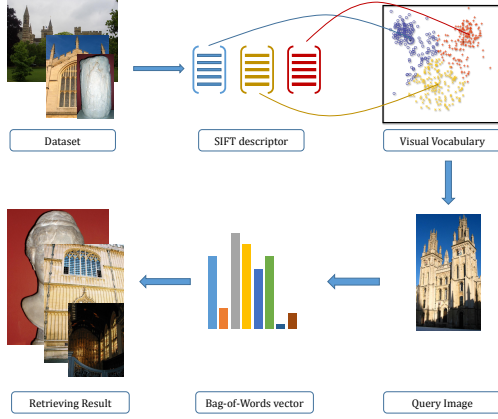 Dataset
SIFT descriptor
Visual Vocabulary
Retrieving Result
Bag-of-Words vector
Query Image